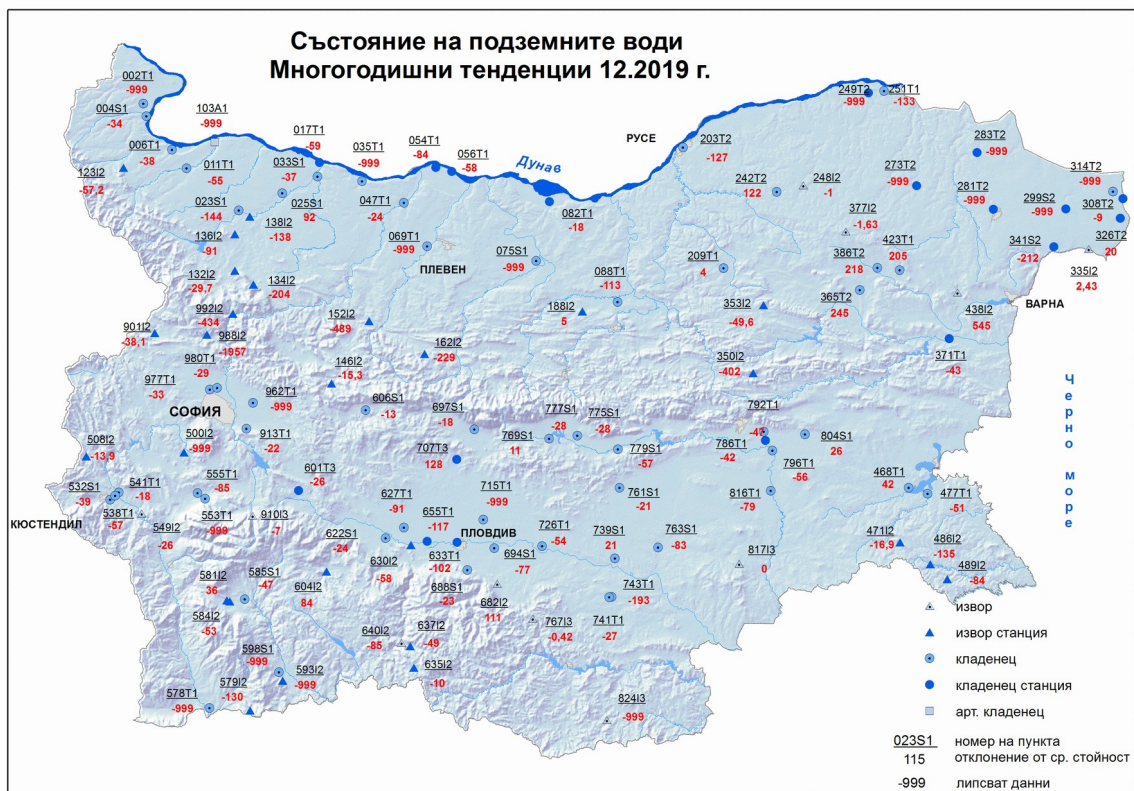 Състояние на подземните води
Многогодишни тенденции 12.2019 г.
002T1
-999
004S1
-34
103A1
-999
006T1
-38
011T1
-55
017T1
-59
033S1
-37
035T1
-999
054T1
-84
056T1
-58
Дунав
РУСЕ
203T2
-127
249T2
-999
251T1
-133
283T2
-999
123I2
-57,2
023S1
-144
025S1
92
047T1
-24
138I2
-138
136I2
-91
082T1
-18
242T2
122
248I2
-1
273T2
-999
281T2
-999
299S2
-999
314T2
-999
308T2
-9
326T2
20
377I2
-1,63
341S2
-212
335I2
2,43
069T1
-999
ПЛЕВЕН
075S1
-999
088T1
-113
209T1
4
386T2
218
423T1
205
365T2
245
132I2
-29,7
134I2
-204
992I2
-434
988I2
-1957
901I2
-38,1
152I2
-489
188I2
5
353I2
-49,6
438I2
545
ВАРНА
371T1
-43
162I2
-229
146I2
-15,3
350I2
-402
980T1
-29
977T1
-33
СОФИЯ
962T1
-999
606S1
-13
697S1
-18
777S1
-28
775S1
-28
792T1
-47
Черно море
508I2
-13,9
500I2
-999
913T1
-22
707T3
128
769S1
11
779S1
-57
786T1
-42
804S1
26
796T1
-56
532S1
-39
541T1
-18
538T1
-57
555T1
-85
553T1
-999
601T3
-26
627T1
-91
715T1
-999
761S1
-21
816T1
-79
468T1
42
477T1
-51
КЮСТЕНДИЛ
549I2
-26
910I3
-7
622S1
-24
655T1
-117
ПЛОВДИВ
726T1
-54
739S1
21
763S1
-83
471I2
-16,9
486I2
-135
489I2
-84
630I2
-58
633T1
-102
694S1
-77
817I3
0
581I2
36
585S1
-47
604I2
84
688S1
-23
682I2
111
743T1
-193
584I2
-53
767I3
-0,42
741T1
-27
640I2
-85
637I2
-49
635I2
-10
598S1
-999
593I2
-999
579I2
-130
578T1
-999
824I3
-999
извор
извор станция
кладенец
кладенец станция
арт. кладенец
023S1 номер на пункта
115 отклонение от ср. стойност
-999 липсват данни